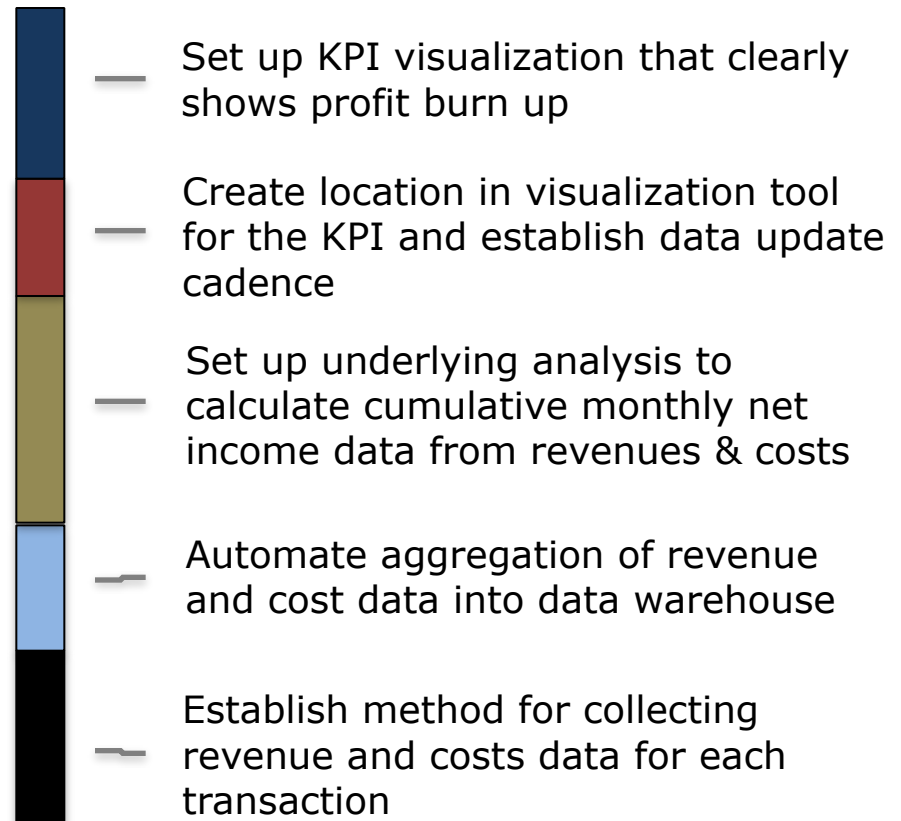 Set up KPI visualization that clearly
shows profit burn up
Create location in visualization tool
for the KPI and establish data update
cadence
Set up underlying analysis to
calculate cumulative monthly net
income data from revenues & costs
Automate aggregation of revenue
and cost data into data warehouse
Establish method for collecting
revenue and costs data for each
transaction